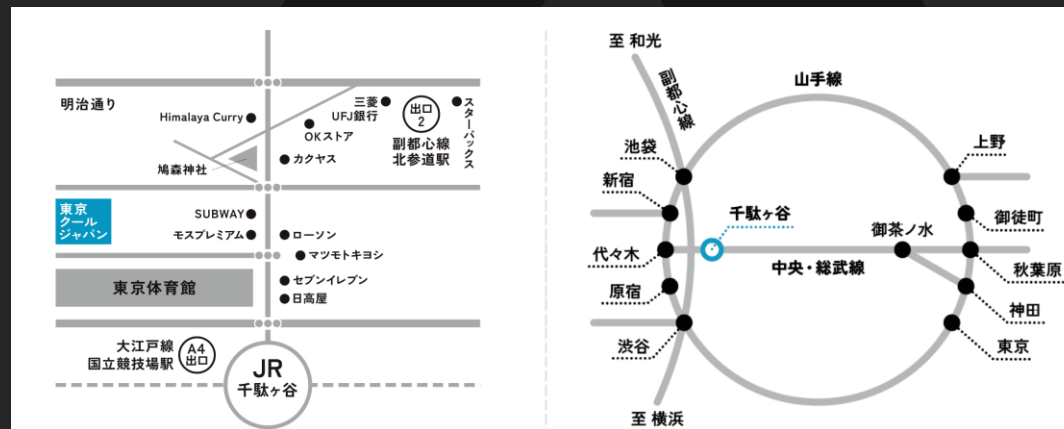 明治通り
Himalaya Curry
鳩森神社
三菱
UFJ銀行
OKストア
カクヤス
出口
2
副都心線
北参道駅
スターバックス
東京
クール
ジャパン
SUBWAY
モスプレミアム
ローソン
マツモトキヨシ
東京体育館
セブンイレブン
日高屋
大江戸線
国立競技場駅
A4
出口
JR
千駄ヶ谷
至 和光
副都心線
山手線
池袋
新宿
代々木
原宿
渋谷
千駄ヶ谷
中央・総武線
御茶ノ水
上野
御徒町
秋葉原
神田
東京
至 横浜